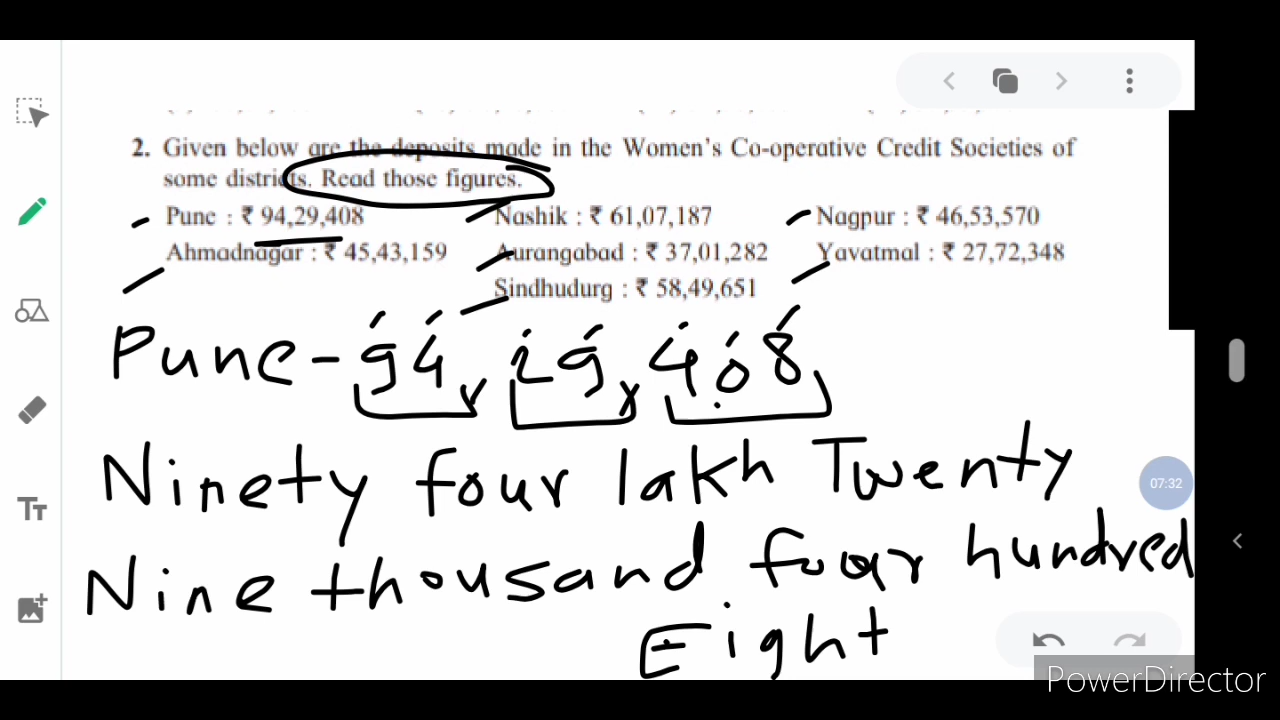 2. Given below are the deposits made in the Women's Co-operative Credit Societies of
some districts. Read those figures.
Pune : ₹ 94,29,408 Nashik : ₹ 61,07,187 Nagpur : ₹ 46,53,570
Ahmadnagar : ₹ 45,43,159 Aurangabad : ₹ 37,01,282 Yavatmal : ₹ 27,72,348
Sindhudurg : ₹ 58,49,651
Pune - 94 29 408
Ninety four lakh Twenty
07:32
Nine thousand four hundred
Eight
Tт
PowerDirector